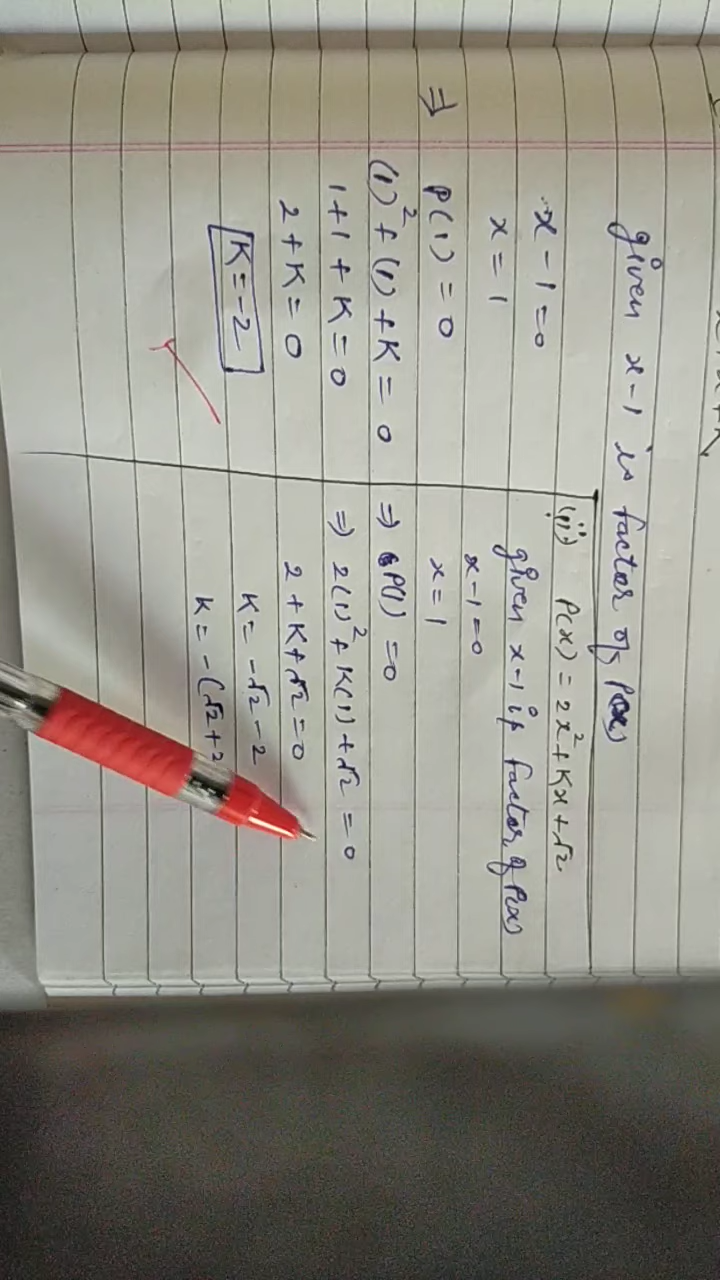 given x-1 is factor of P(x)
x-1=0
x=1
⇒ P(1)=0
(1)²+(1)+K=0
1+1+K=0
2+K=0
K=-2
(ii) P(x)=2x²+Kx+√2
given x-1 if factor of P(x)
x-1=0
x=1
⇒ P(1)=0
⇒ 2(1)²+K(1)+√2=0
2+K+√2=0
K=-√2-2
K=-(√2+2